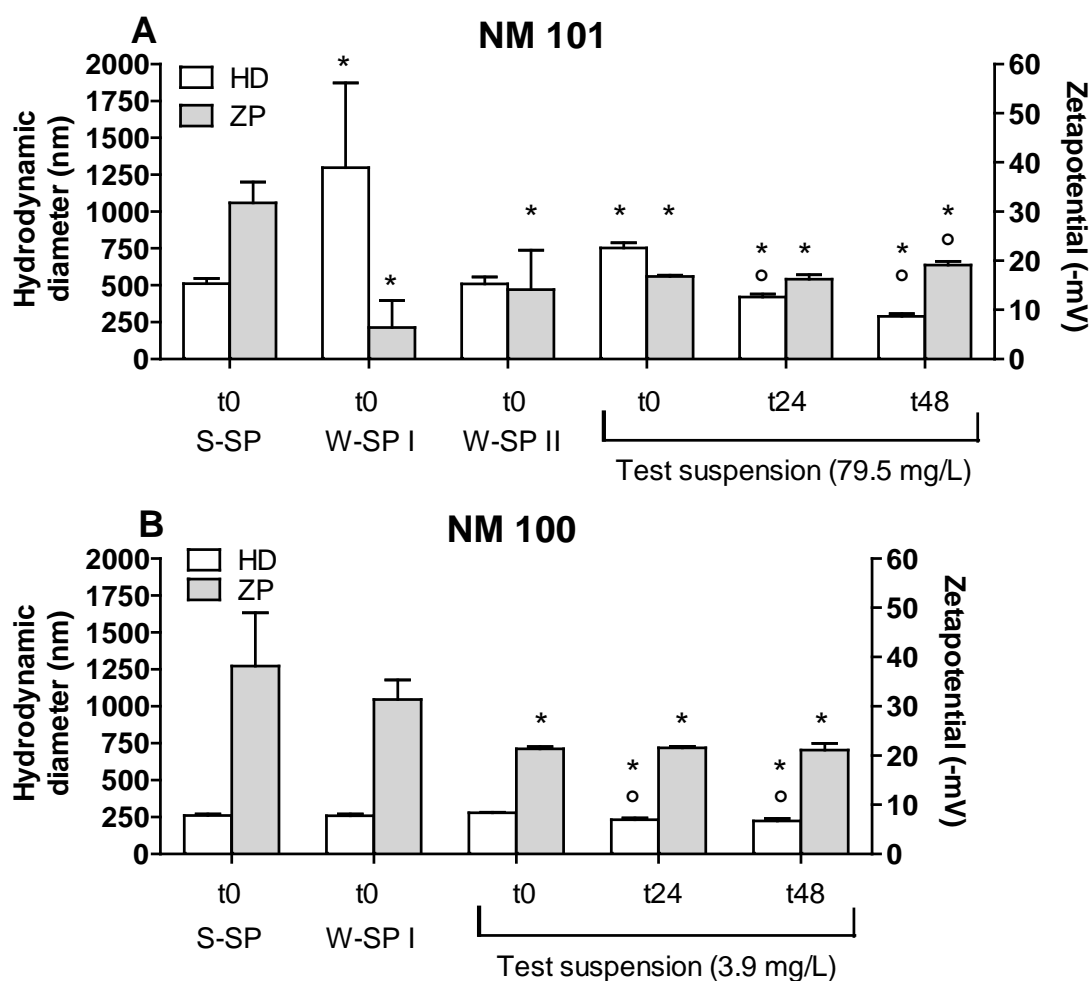 A
NM 101
HD
ZP
Hydrodynamic
diameter (nm)
2000
1750
1500
1250
1000
750
500
250
0
Zetapotential (-mV)
60
50
40
30
20
10
0
* * * * * * * * *
° ° °
t0 t0 t0 t0 t24 t48
S-SP W-SP I W-SP II
Test suspension (79.5 mg/L)
B
NM 100
HD
ZP
Hydrodynamic
diameter (nm)
2000
1750
1500
1250
1000
750
500
250
0
Zetapotential (-mV)
60
50
40
30
20
10
0
* * * * *
° °
t0 t0 t0 t24 t48
S-SP W-SP I
Test suspension (3.9 mg/L)